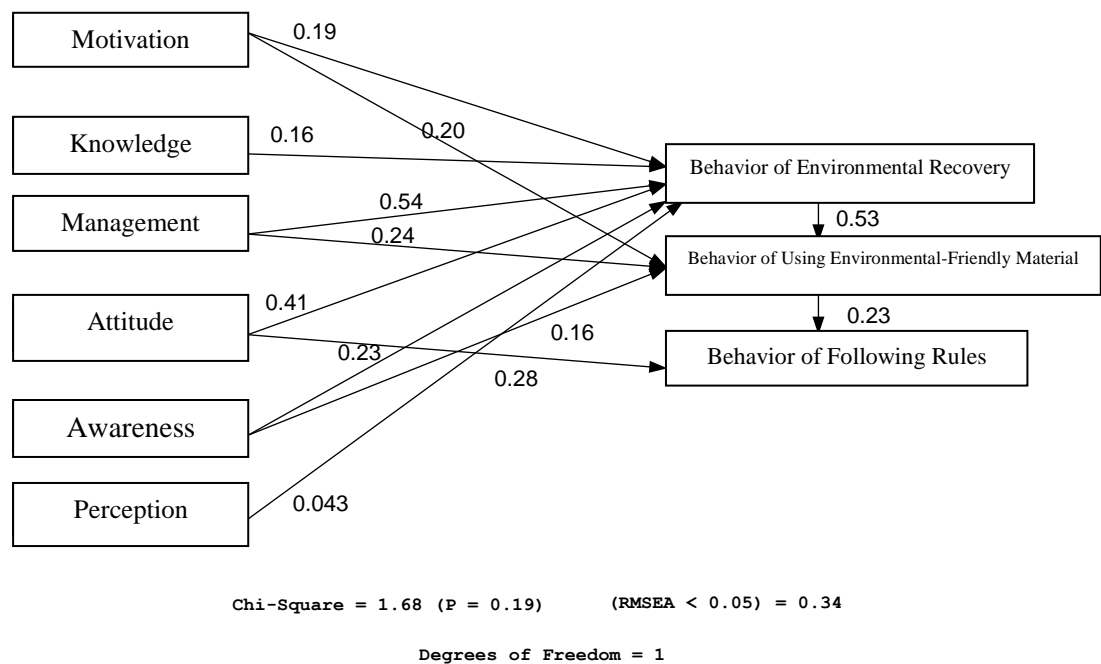 Motivation
0.19
Knowledge
0.16
0.20
Behavior of Environmental Recovery
Management
0.54
0.53
0.24
Behavior of Using Environmental-Friendly Material
Attitude
0.41
0.16
0.23
Behavior of Following Rules
0.23
0.28
Awareness
Perception
0.043
Chi-Square = 1.68 (P = 0.19) (RMSEA < 0.05) = 0.34
Degrees of Freedom = 1